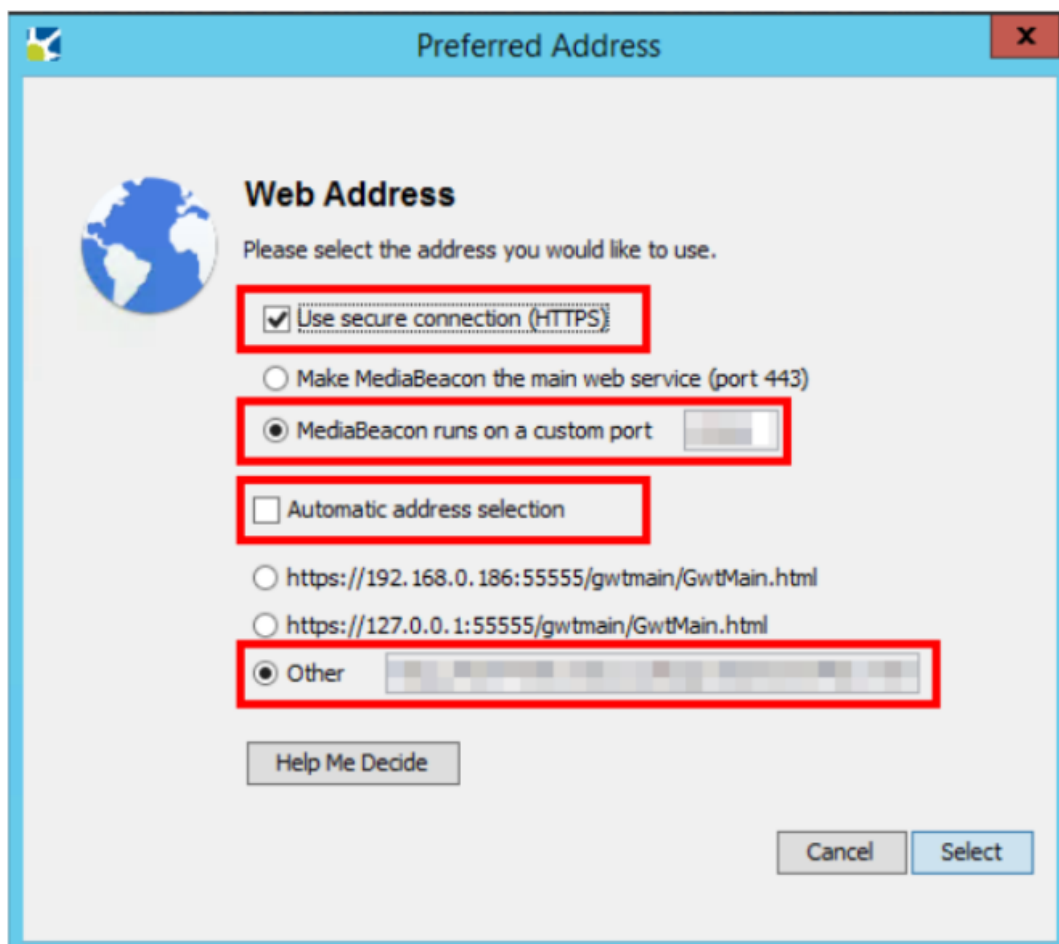 Preferred Address
x
Web Address
Please select the address you would like to use.
Use secure connection (HTTPS)
Make MediaBeacon the main web service (port 443)
MediaBeacon runs on a custom port
Automatic address selection
https://192.168.0.186:55555/gwtmain/GwtMain.html
https://127.0.0.1:55555/gwtmain/GwtMain.html
Other
Help Me Decide
Cancel Select